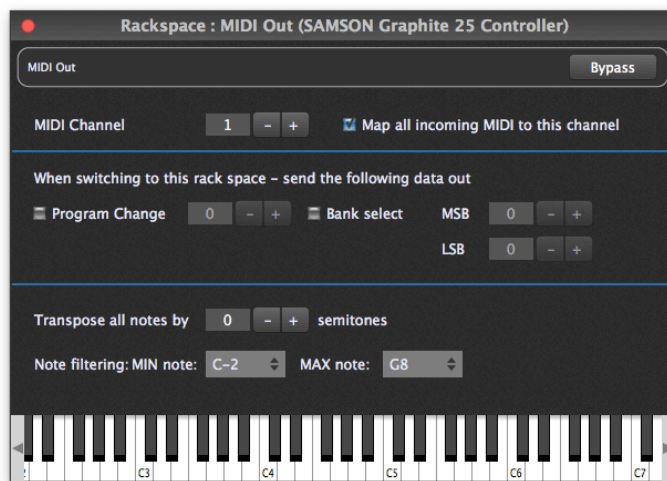 Rackspace : MIDI Out (SAMSON Graphite 25 Controller)
MIDI Out Bypass
MIDI Channel 1 - + Map all incoming MIDI to this channel
When switching to this rack space - send the following data out
Program Change 0 - + Bank select MSB 0 - +
LSB 0 - +
Transpose all notes by 0 - + semitones
Note filtering: MIN note: C-2 MAX note: G8
C3 C4 C5 C6 C7